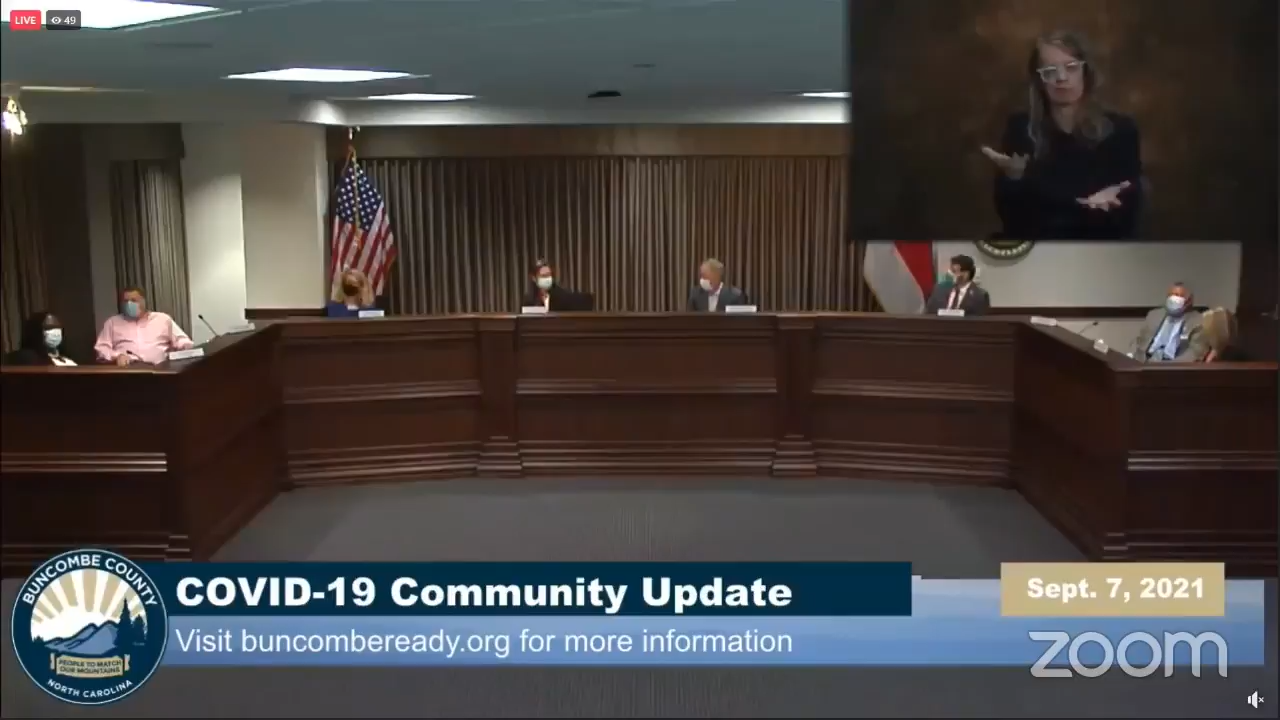 LIVE 49
COVID-19 Community Update
Sept. 7, 2021
Visit buncombeready.org for more information
zoom
BUNCOMBE COUNTY
PEOPLE TO MATCH
OUR MOUNTAINS
NORTH CAROLINA